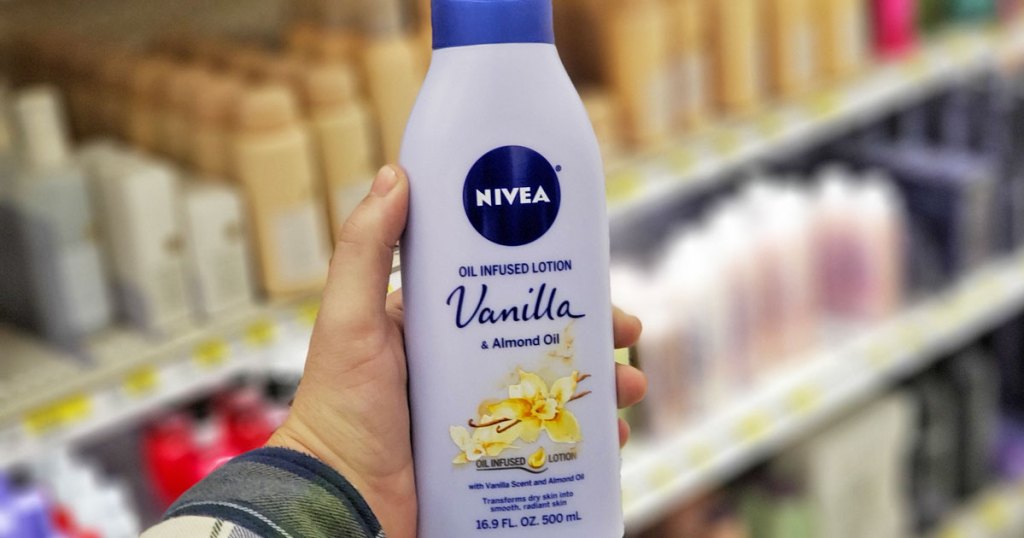 NIVEA®
OIL INFUSED LOTION
Vanilla
& Almond Oil
OIL INFUSED LOTION
with Vanilla Scent and Almond Oil
Transforms dry skin into
smooth, radiant skin
16.9 FL. OZ. 500 mL